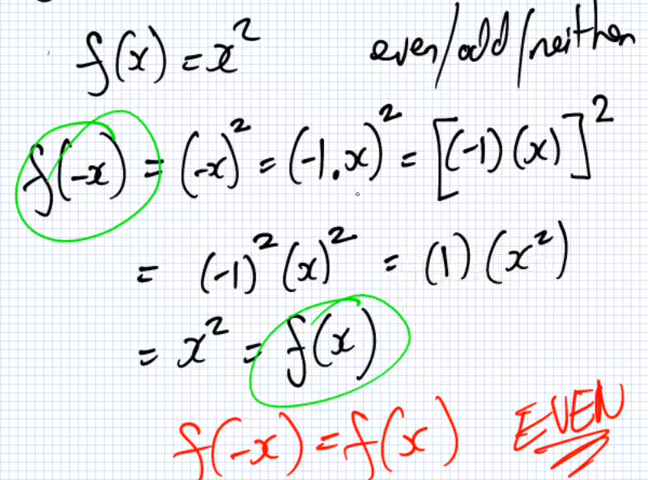 f(x) = x² even/odd/neither
f(-x) = (-x)² = (-1.x)² = [(-1)(x)]²
= (-1)²(x)² = (1)(x²)
= x² = f(x)
f(-x) = f(x) EVEN